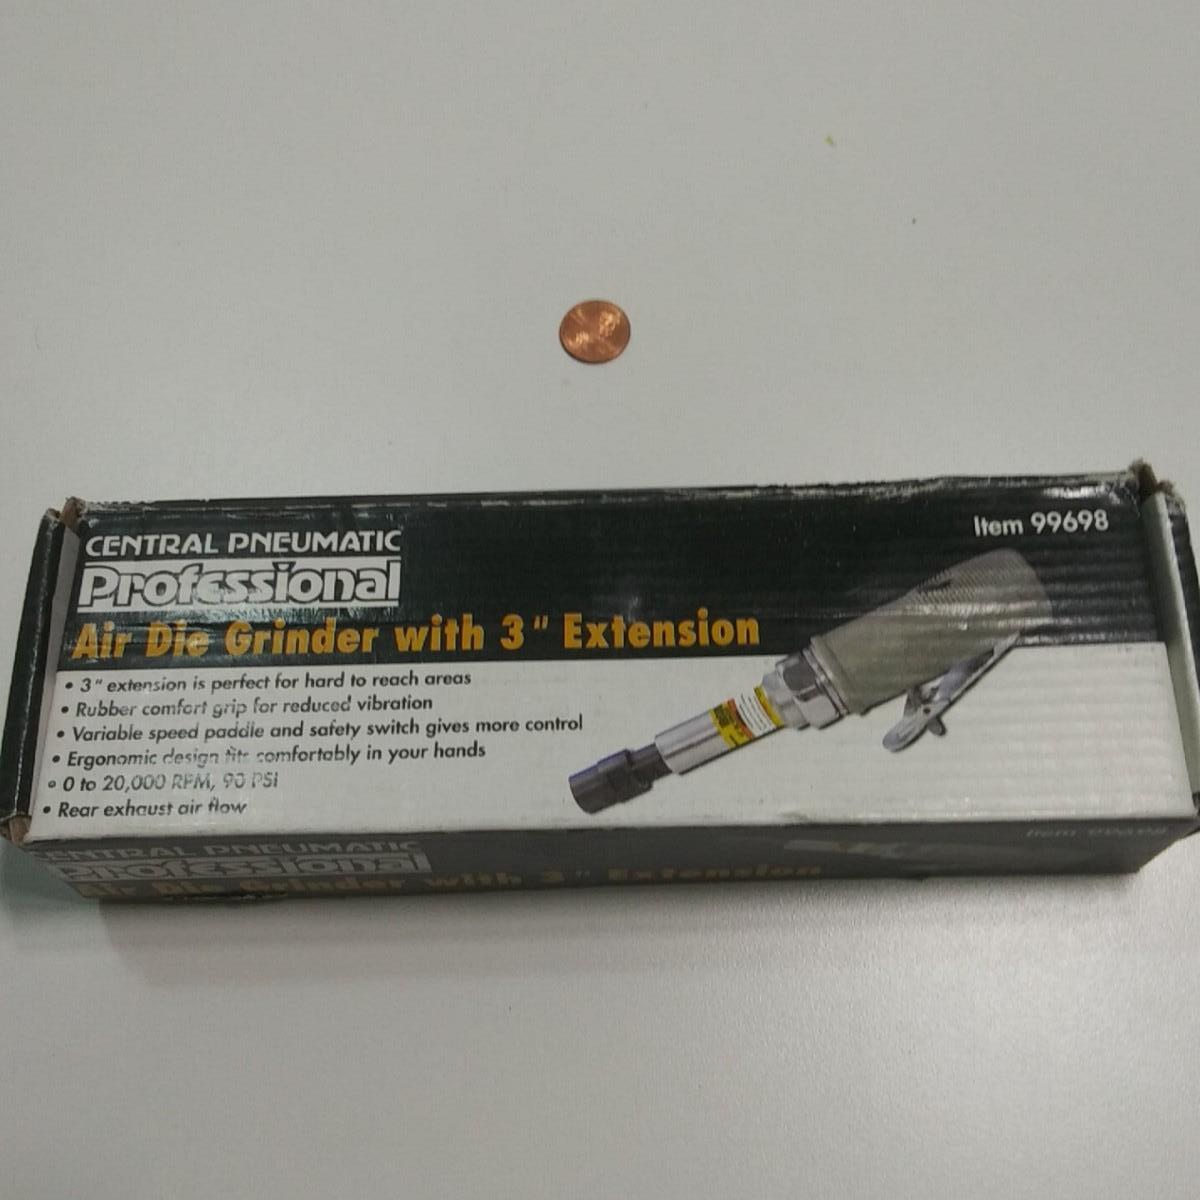 CENTRAL PNEUMATIC
Professional
Item 99698
Air Die Grinder with 3" Extension
• 3" extension is perfect for hard to reach areas
• Rubber comfort grip for reduced vibration
• Variable speed paddle and safety switch gives more control
• Ergonomic design fits comfortably in your hands
• 0 to 20,000 RPM, 90 PSI
• Rear exhaust air flow
CENTRAL PNEUMATIC
Professional
Item 99698
Air Die Grinder with 3" Extension